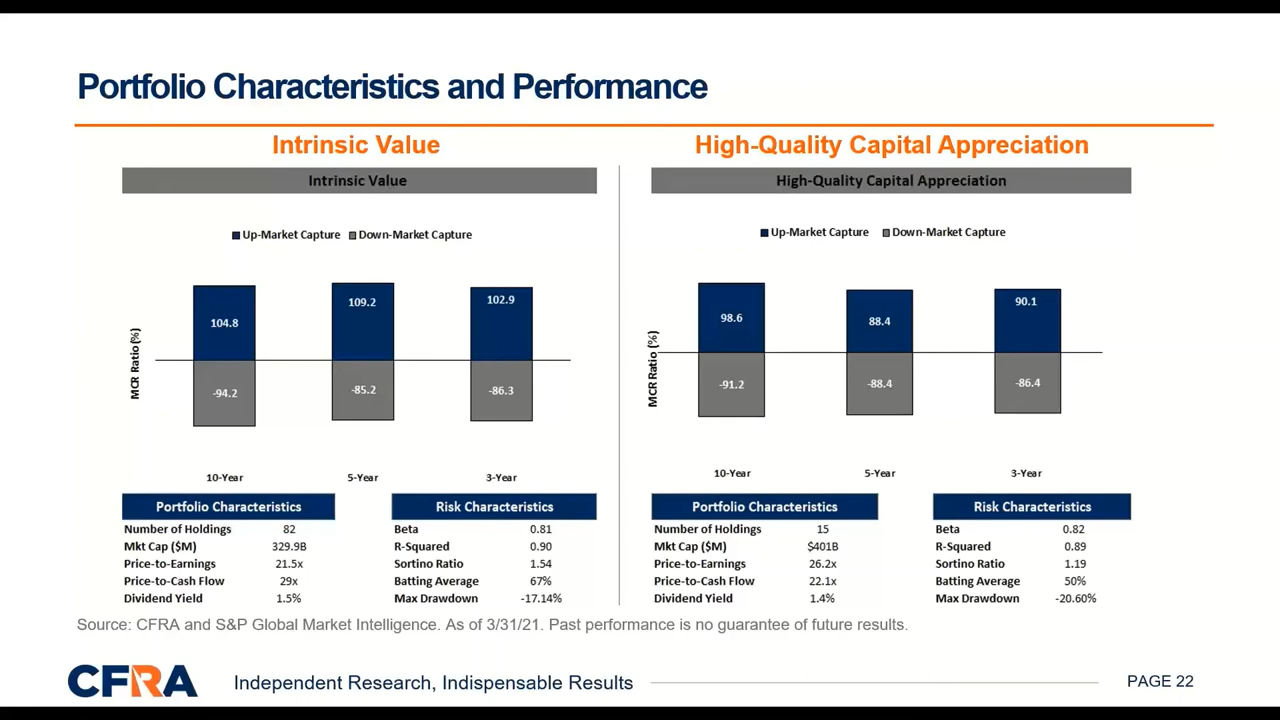 Portfolio Characteristics and Performance
Intrinsic Value
Intrinsic Value
Up-Market Capture Down-Market Capture
MCR Ratio (%)
104.8 109.2 102.9
-94.2 -85.2 -86.3
10-Year 5-Year 3-Year
Portfolio Characteristics
Number of Holdings 82
Mkt Cap ($M) 329.9B
Price-to-Earnings 21.5x
Price-to-Cash Flow 29x
Dividend Yield 1.5%
Risk Characteristics
Beta 0.81
R-Squared 0.90
Sortino Ratio 1.54
Batting Average 67%
Max Drawdown -17.14%
High-Quality Capital Appreciation
High-Quality Capital Appreciation
Up-Market Capture Down-Market Capture
MCR Ratio (%)
98.6 88.4 90.1
-91.2 -88.4 -86.4
10-Year 5-Year 3-Year
Portfolio Characteristics
Number of Holdings 15
Mkt Cap ($M) $401B
Price-to-Earnings 26.2x
Price-to-Cash Flow 22.1x
Dividend Yield 1.4%
Risk Characteristics
Beta 0.82
R-Squared 0.89
Sortino Ratio 1.19
Batting Average 50%
Max Drawdown -20.60%
Source: CFRA and S&P Global Market Intelligence. As of 3/31/21. Past performance is no guarantee of future results.
CFRA Independent Research, Indispensable Results PAGE 22